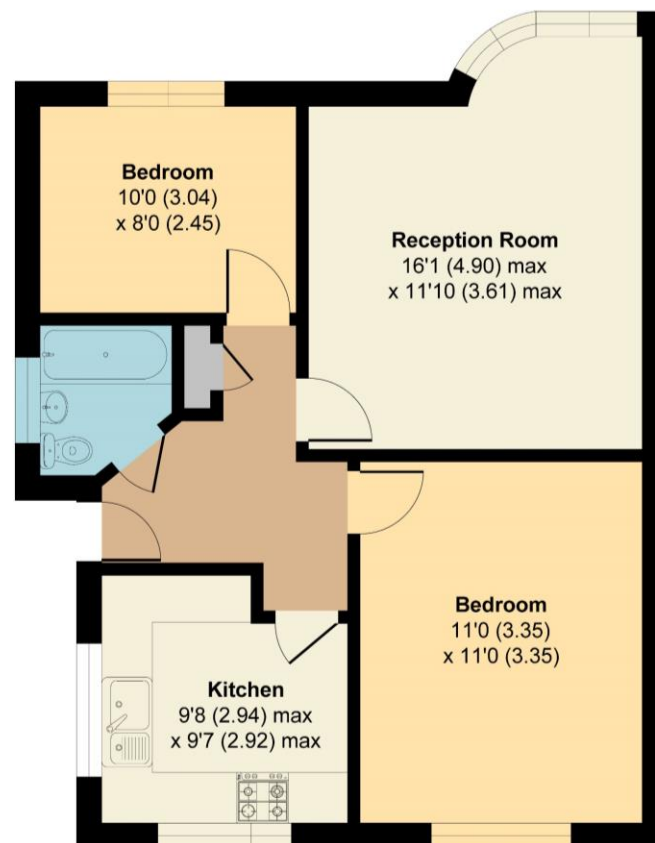 Bedroom
10'0 (3.04)
x 8'0 (2.45)
Reception Room
16'1 (4.90) max
x 11'10 (3.61) max
Bedroom
11'0 (3.35)
x 11'0 (3.35)
Kitchen
9'8 (2.94) max
x 9'7 (2.92) max